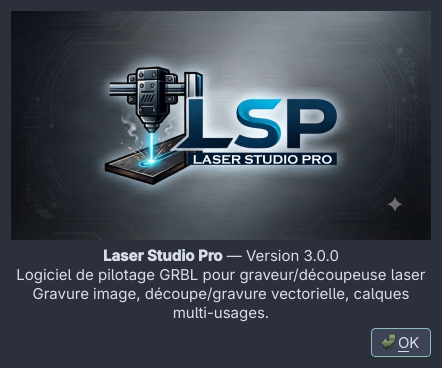 LSP
LASER STUDIO PRO
Laser Studio Pro — Version 3.0.0
Logiciel de pilotage GRBL pour graveur/découpeuse laser
Gravure image, découpe/gravure vectorielle, calques
multi-usages.
OK